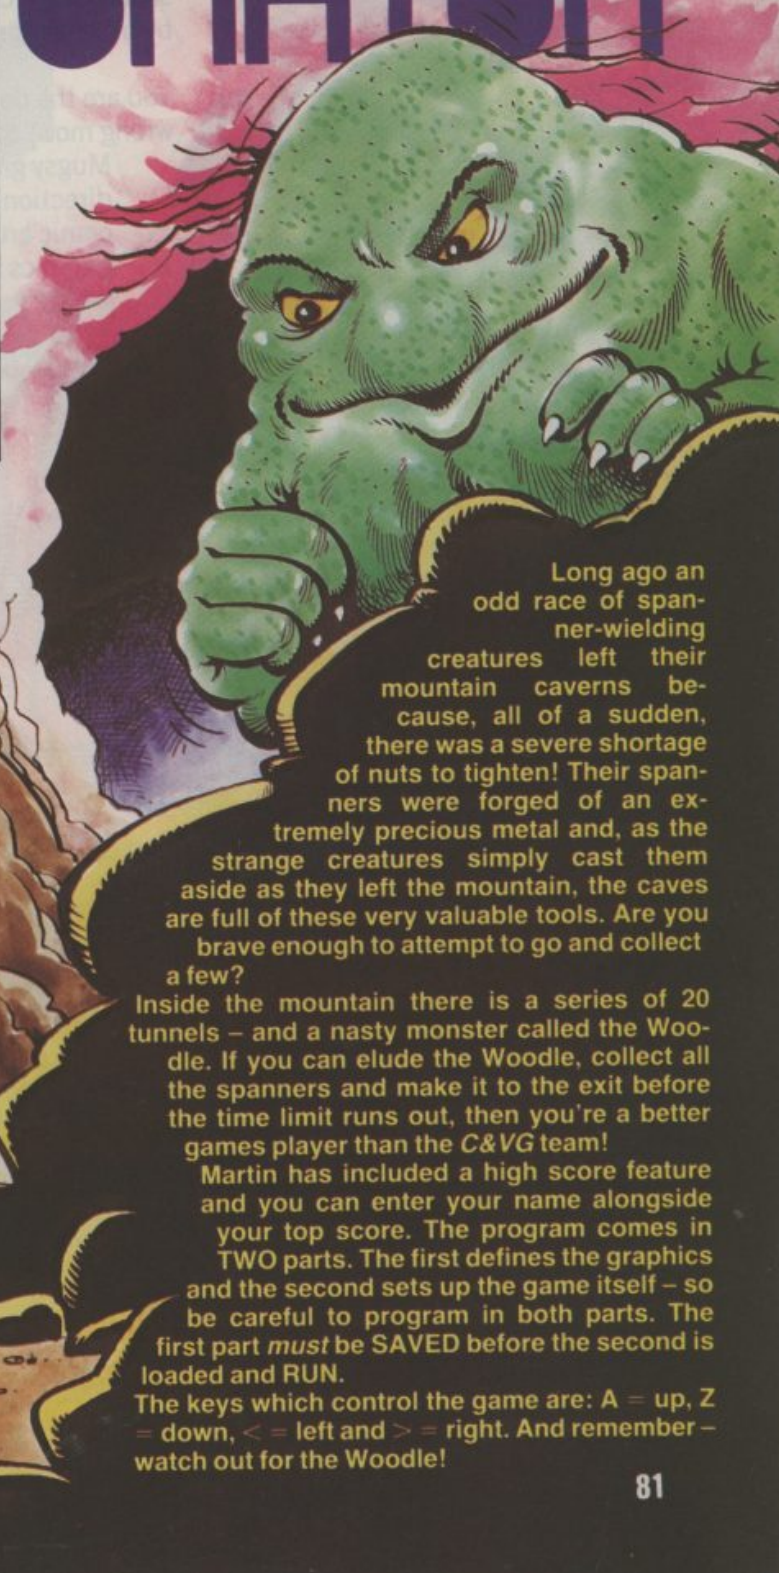 Long ago an
odd race of span-
ner-wielding
creatures left their
mountain caverns be-
cause, all of a sudden,
there was a severe shortage
of nuts to tighten! Their span-
ners were forged of an ex-
tremely precious metal and, as the
strange creatures simply cast them
aside as they left the mountain, the caves
are full of these very valuable tools. Are you
brave enough to attempt to go and collect
a few?
Inside the mountain there is a series of 20
tunnels – and a nasty monster called the Woo-
dle. If you can elude the Woodle, collect all
the spanners and make it to the exit before
the time limit runs out, then you're a better
games player than the C&VG team!
Martin has included a high score feature
and you can enter your name alongside
your top score. The program comes in
TWO parts. The first defines the graphics
and the second sets up the game itself – so
be careful to program in both parts. The
first part must be SAVED before the second is
loaded and RUN.
The keys which control the game are: A = up, Z
= down, < = left and > = right. And remember –
watch out for the Woodle!
81